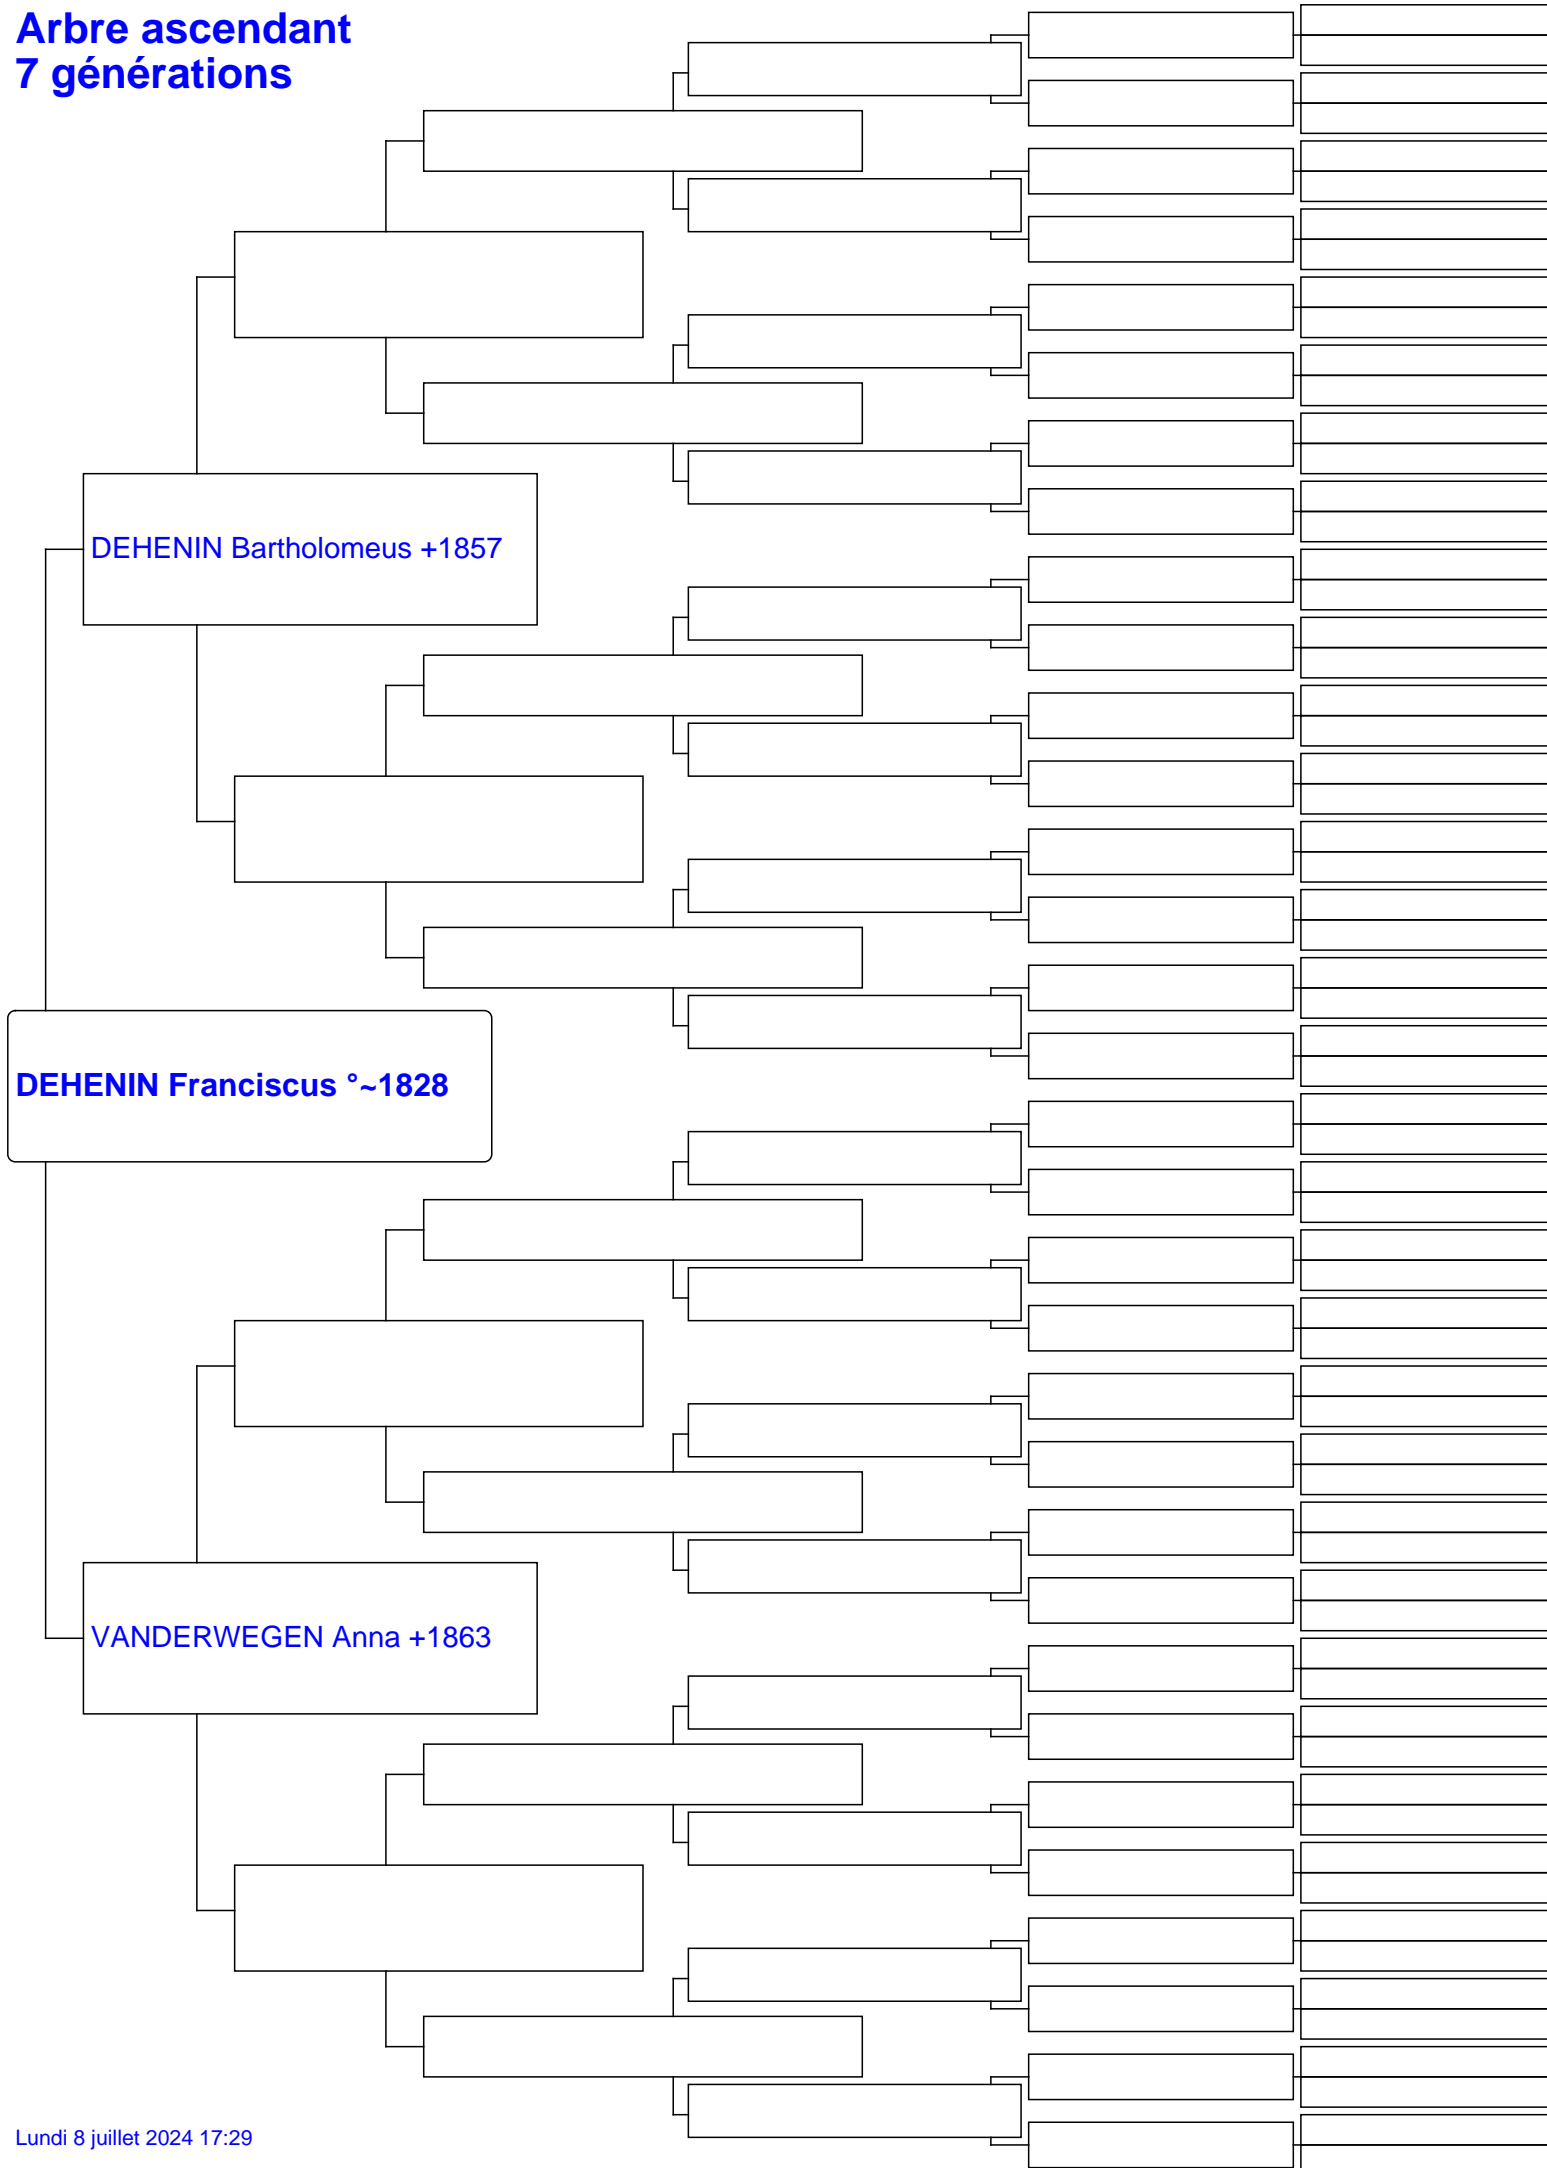 Arbre ascendant
7 générations
DEHENIN Bartholomeus +1857
DEHENIN Franciscus °~1828
VANDERWEGEN Anna +1863
Lundi 8 juillet 2024 17:29